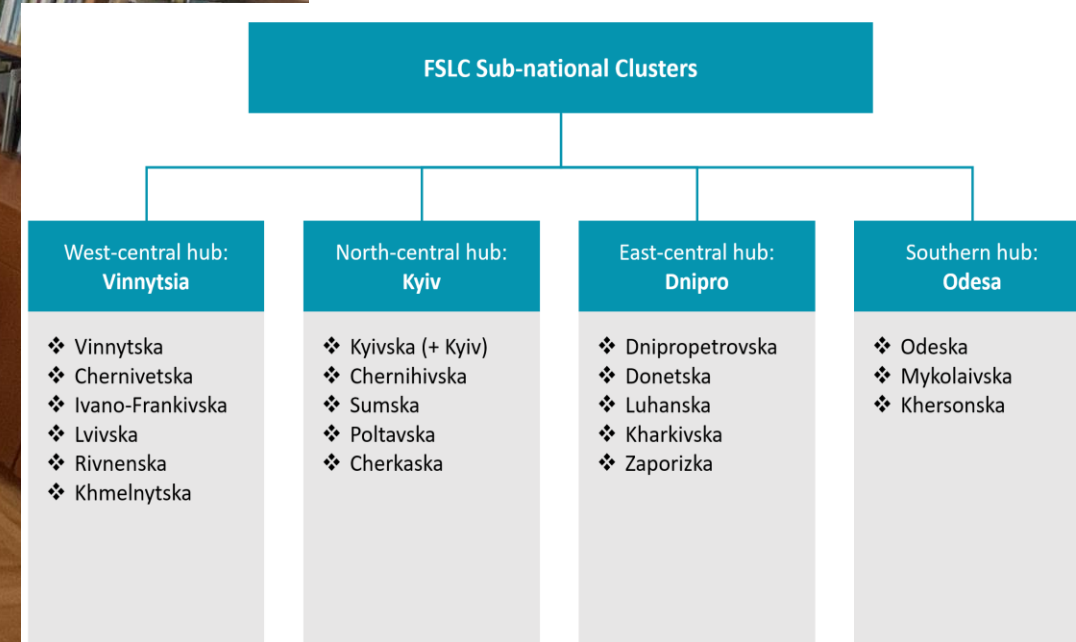 FSLC Sub-national Clusters
West-central hub:
Vinnytsia
❖ Vinnytska
❖ Chernivetska
❖ Ivano-Frankivska
❖ Lvivska
❖ Rivnenska
❖ Khmelnytska
North-central hub:
Kyiv
❖ Kyivska (+ Kyiv)
❖ Chernihivska
❖ Sumska
❖ Poltavska
❖ Cherkaska
East-central hub:
Dnipro
❖ Dnipropetrovska
❖ Donetska
❖ Luhanska
❖ Kharkivska
❖ Zaporizka
Southern hub:
Odesa
❖ Odeska
❖ Mykolaivska
❖ Khersonska